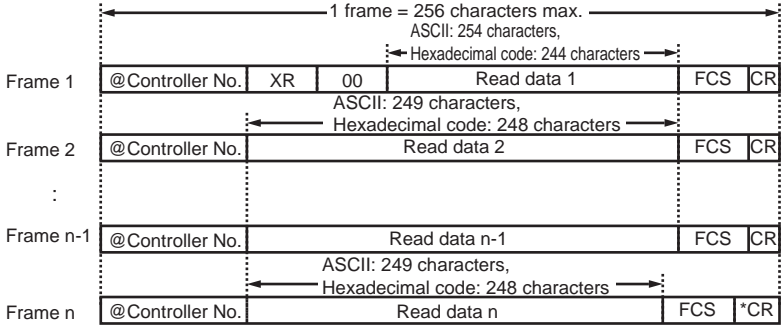 1 frame = 256 characters max.
ASCII: 254 characters,
Hexadecimal code: 244 characters
Frame 1 @Controller No. XR 00 Read data 1 FCS CR
ASCII: 249 characters,
Hexadecimal code: 248 characters
Frame 2 @Controller No. Read data 2 FCS CR
:
Frame n-1 @Controller No. Read data n-1 FCS CR
ASCII: 249 characters,
Hexadecimal code: 248 characters
Frame n @Controller No. Read data n FCS *CR